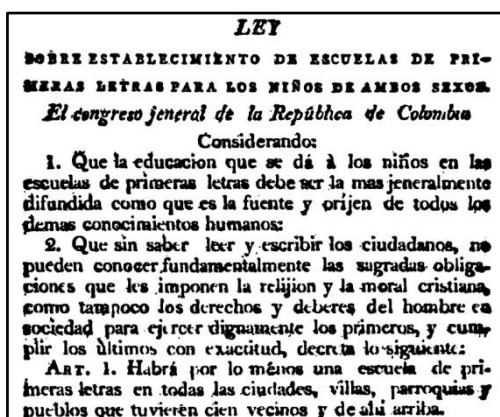 LEY
SOBRE ESTABLECIMIENTO DE ESCUELAS DE PRI-
MERAS LETRAS PARA LOS NIÑOS DE AMBOS SEXOS.
El congreso jeneral de la República de Colombia
Considerando:
1. Que la educacion que se dá à los niños en las
escuelas de primeras letras debe ser la mas jeneralmente
difundida como que es la fuente y oríjen de todos los
demas conocimientos humanos:
2. Que sin saber leer y escribir los ciudadanos, no
pueden conocer fundamentalmente las sagradas obliga-
ciones que les imponen la relijion y la moral cristiana,
como tampoco los derechos y deberes del hombre en
sociedad para ejercer dignamente los primeros, y cum-
plir los últimos con exactitud, decreta lo siguiente:
ART. 1. Habrá por lo ménos una escuela de pri-
meras letras en todas las ciudades, villas, parroquias y
pueblos que tuvierén cien vecinos y de ahi arriba.